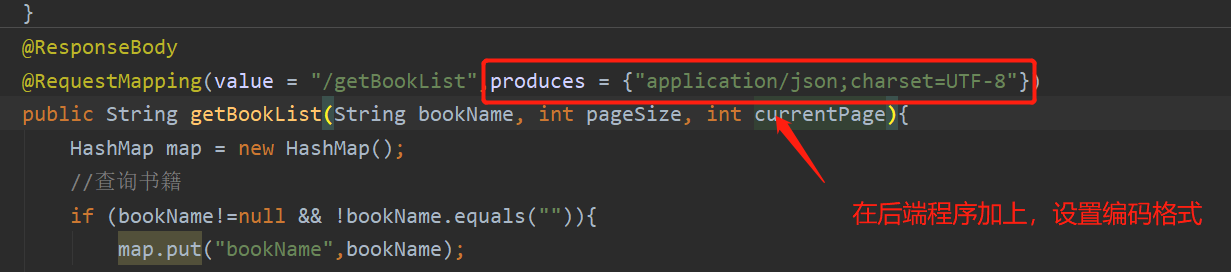 }
@ResponseBody
@RequestMapping(value = "/getBookList",produces = {"application/json;charset=UTF-8"})
public String getBookList(String bookName, int pageSize, int currentPage){
HashMap map = new HashMap();
//查询书籍
if (bookName!=null && !bookName.equals("")){
在后端程序加上，设置编码格式
map.put("bookName",bookName);